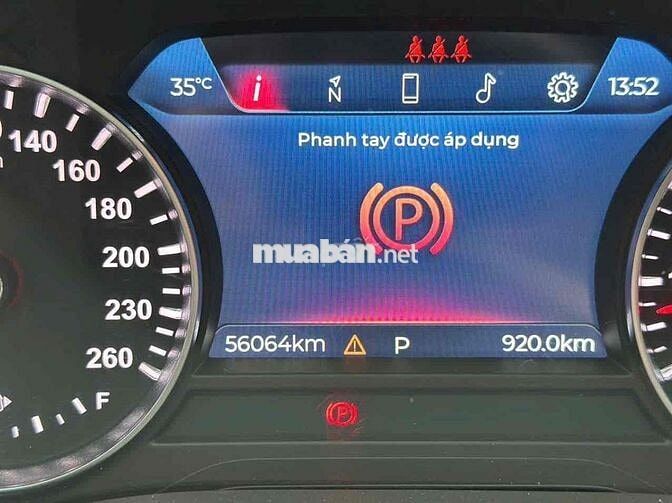 35°C
i
N
13:52
140
160
180
200
230
260
F
Phanh tay được áp dụng
P
muabán.net
56064km
P
920.0km
P